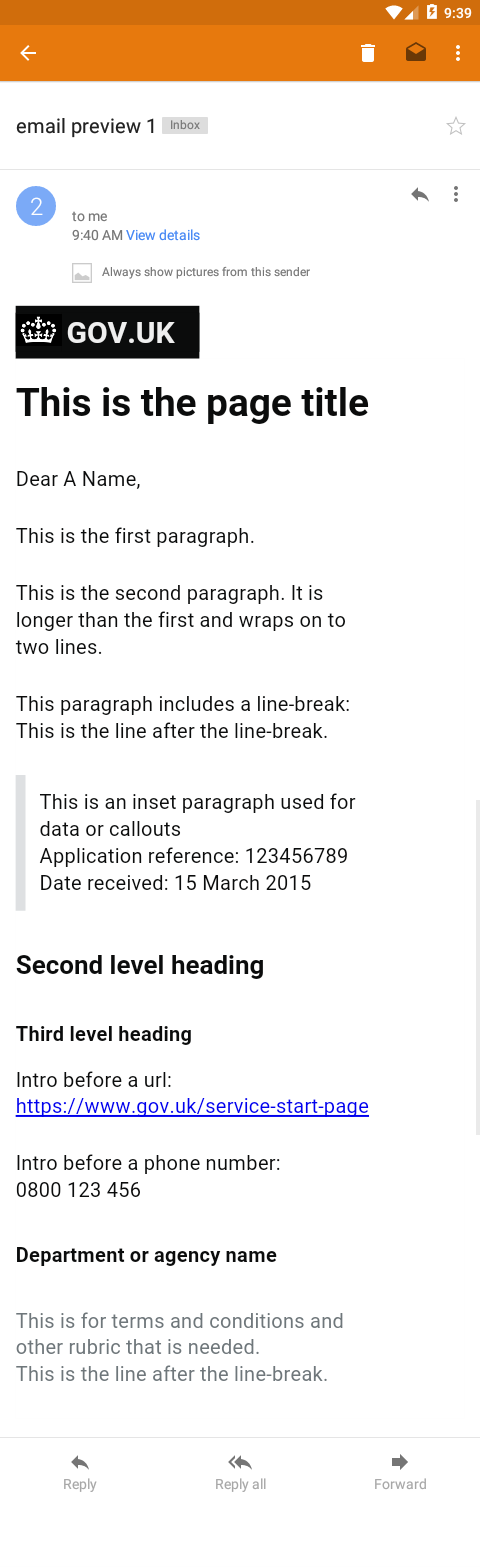 9:39
email preview 1 Inbox
2
to me
9:40 AM View details
Always show pictures from this sender
GOV.UK
This is the page title
Dear A Name,
This is the first paragraph.
This is the second paragraph. It is
longer than the first and wraps on to
two lines.
This paragraph includes a line-break:
This is the line after the line-break.
This is an inset paragraph used for
data or callouts
Application reference: 123456789
Date received: 15 March 2015
Second level heading
Third level heading
Intro before a url:
https://www.gov.uk/service-start-page
Intro before a phone number:
0800 123 456
Department or agency name
This is for terms and conditions and
other rubric that is needed.
This is the line after the line-break.
Reply Reply all Forward